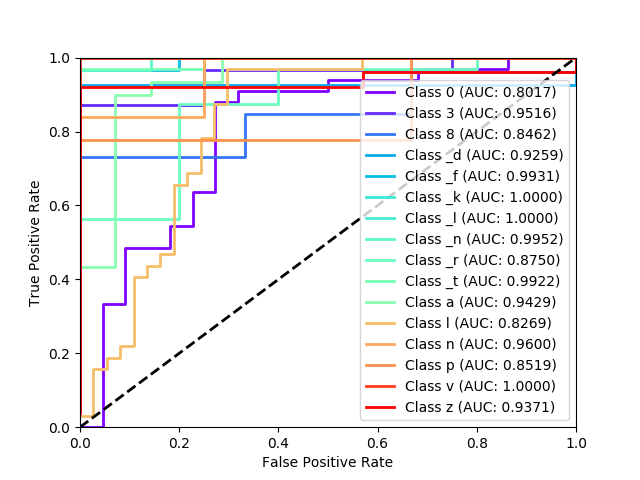 1.0
0.8
0.6
0.4
0.2
0.0
True Positive Rate
Class 0 (AUC: 0.8017)
Class 3 (AUC: 0.9516)
Class 8 (AUC: 0.8462)
Class _d (AUC: 0.9259)
Class _f (AUC: 0.9931)
Class _k (AUC: 1.0000)
Class _l (AUC: 1.0000)
Class _n (AUC: 0.9952)
Class _r (AUC: 0.8750)
Class _t (AUC: 0.9922)
Class a (AUC: 0.9429)
Class l (AUC: 0.8269)
Class n (AUC: 0.9600)
Class p (AUC: 0.8519)
Class v (AUC: 1.0000)
Class z (AUC: 0.9371)
0.0 0.2 0.4 0.6 0.8 1.0
False Positive Rate